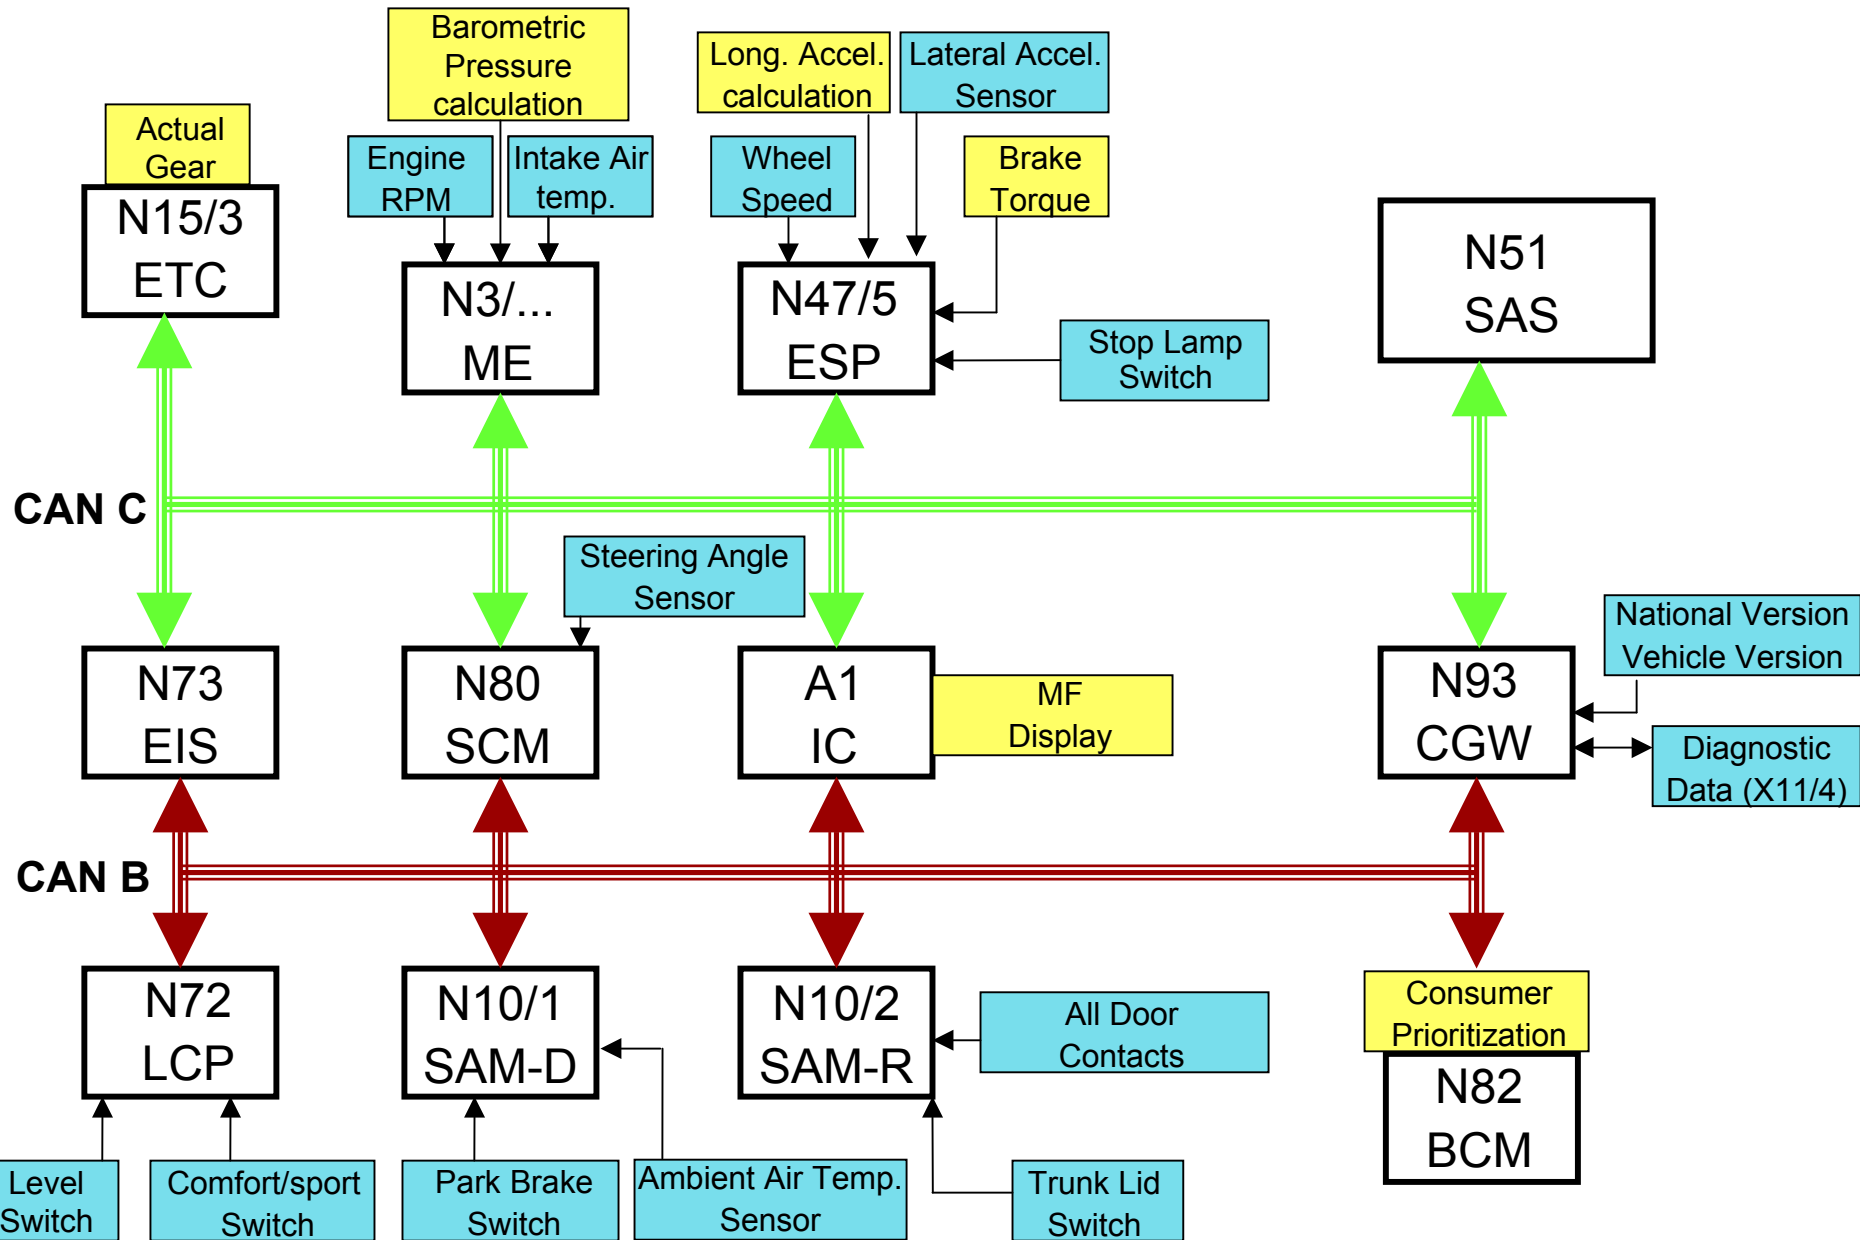 Barometric
Pressure
calculation
Long. Accel.
calculation
Lateral Accel.
Sensor
Actual
Gear
Engine
RPM
Intake Air
temp.
Wheel
Speed
Brake
Torque
N15/3
ETC
N3/...
ME
N47/5
ESP
N51
SAS
Stop Lamp
Switch
CAN C
Steering Angle
Sensor
National Version
Vehicle Version
N73
EIS
N80
SCM
A1
IC
MF
Display
N93
CGW
Diagnostic
Data (X11/4)
CAN B
N72
LCP
N10/1
SAM-D
N10/2
SAM-R
All Door
Contacts
Consumer
Prioritization
N82
BCM
Level
Switch
Comfort/sport
Switch
Park Brake
Switch
Ambient Air Temp.
Sensor
Trunk Lid
Switch